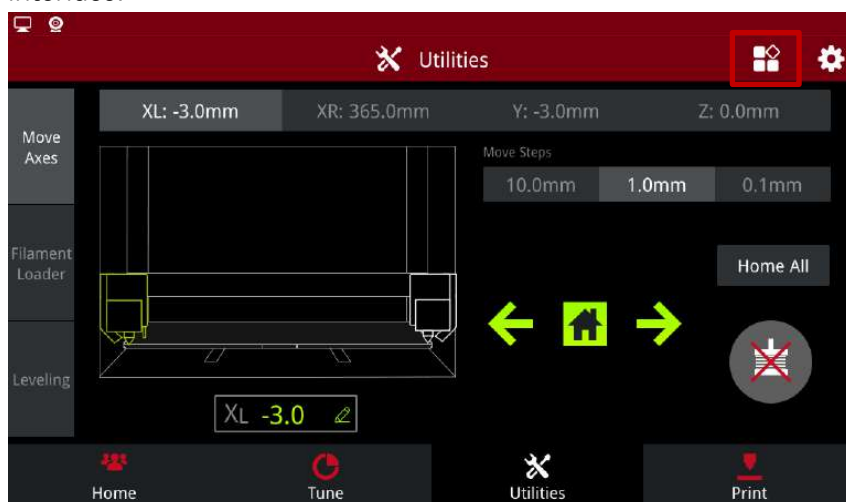 Utilities
XL: -3.0mm XR: 365.0mm Y: -3.0mm Z: 0.0mm
Move
Axes
Move Steps
10.0mm 1.0mm 0.1mm
Filament
Loader
Home All
Leveling
XL -3.0
Home Tune Utilities Print